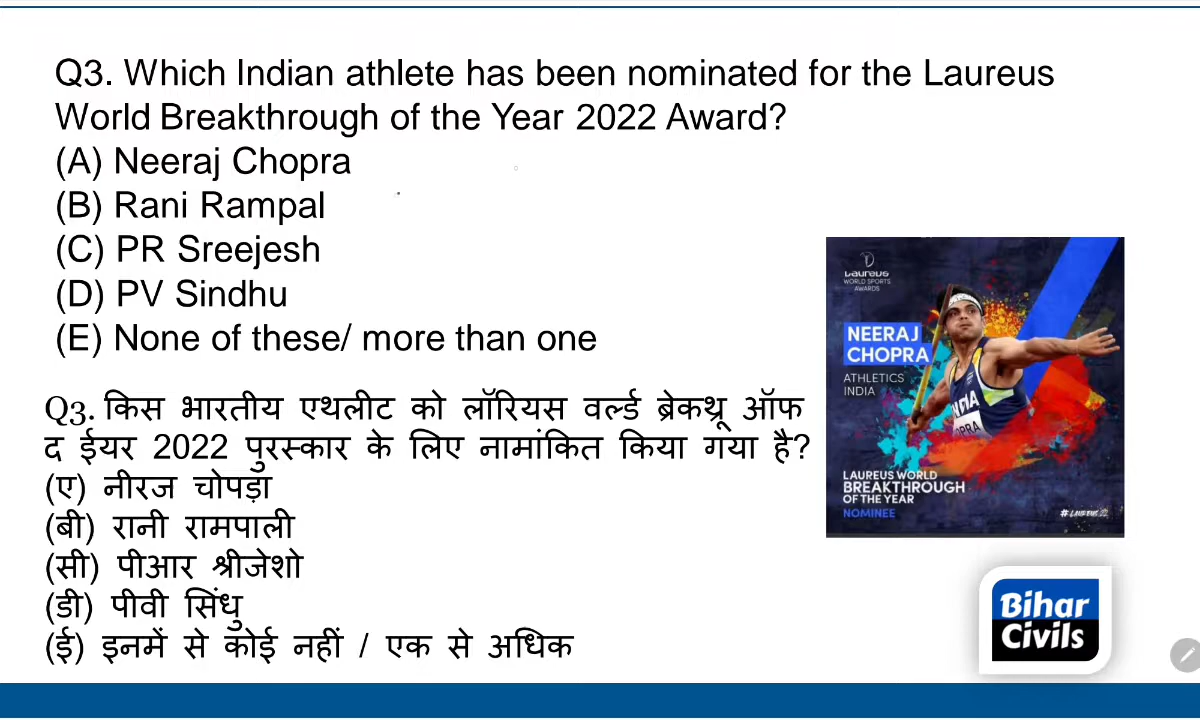 Q3. Which Indian athlete has been nominated for the Laureus
World Breakthrough of the Year 2022 Award?
(A) Neeraj Chopra
(B) Rani Rampal
(C) PR Sreejesh
(D) PV Sindhu
(E) None of these/ more than one
Q3. किस भारतीय एथलीट को लॉरियस वर्ल्ड ब्रेकथ्रू ऑफ
द ईयर 2022 पुरस्कार के लिए नामांकित किया गया है?
(ए) नीरज चोपड़ा
(बी) रानी रामपाली
(सी) पीआर श्रीजेशो
(डी) पीवी सिंधु
(ई) इनमें से कोई नहीं / एक से अधिक
Laureus
WORLD SPORTS
AWARDS
NEERAJ
CHOPRA
ATHLETICS
INDIA
LAUREUS WORLD
BREAKTHROUGH
OF THE YEAR
NOMINEE
Bihar
Civils